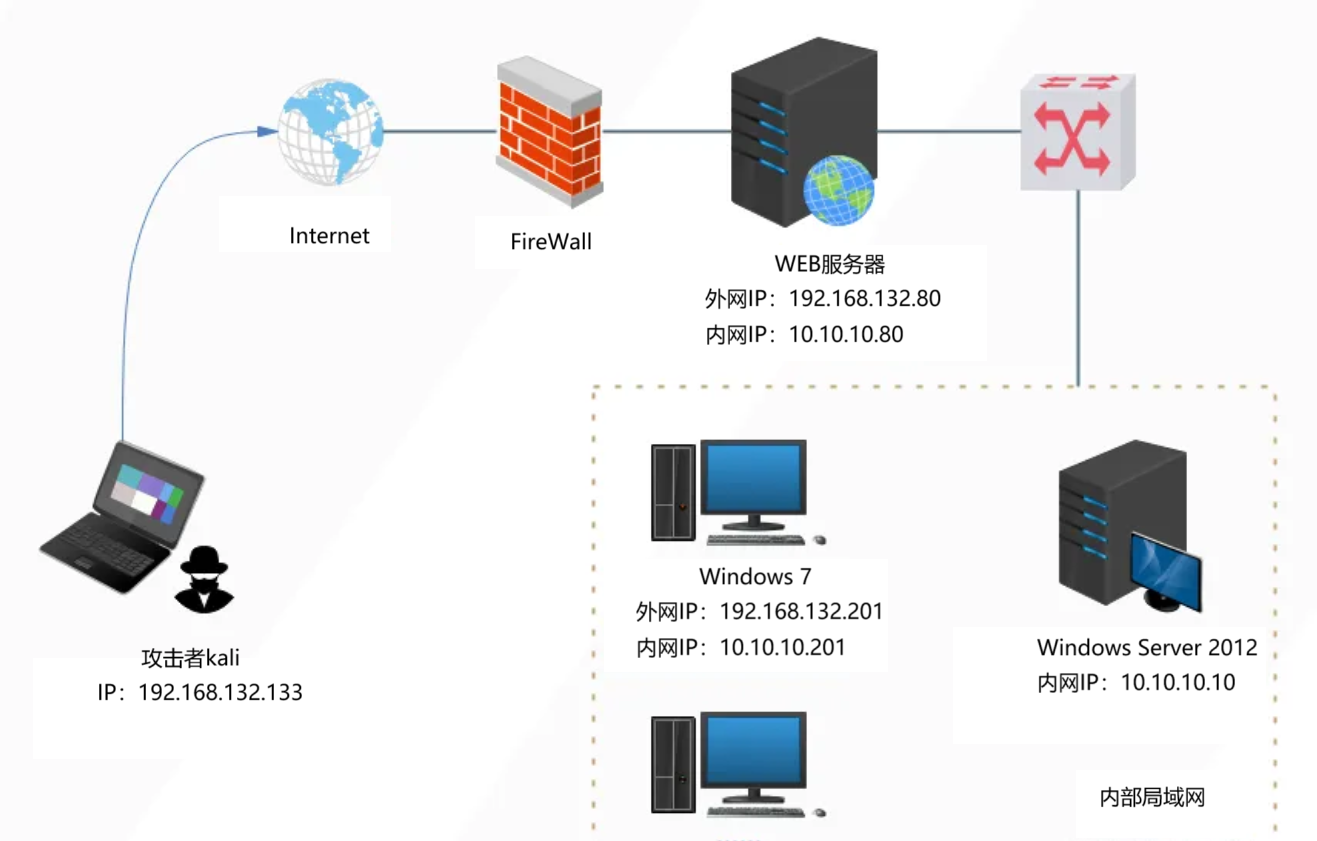 Internet
FireWall
WEB服务器
外网IP：192.168.132.80
内网IP：10.10.10.80
Windows 7
外网IP：192.168.132.201
内网IP：10.10.10.201
Windows Server 2012
内网IP：10.10.10.10
攻击者kali
IP：192.168.132.133
内部局域网